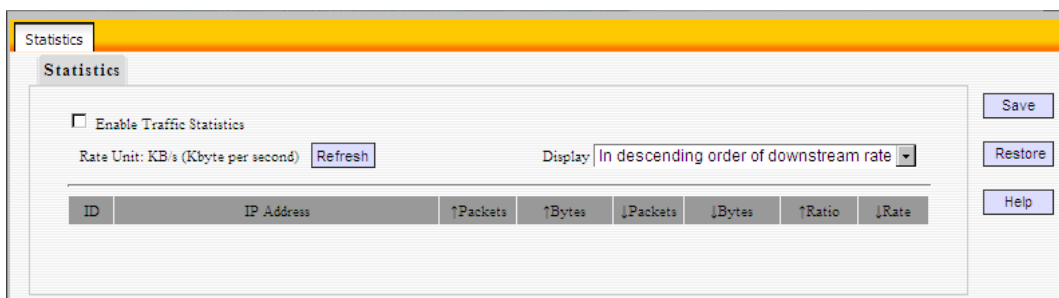 Statistics
Statistics
Enable Traffic Statistics
Save
Rate Unit: KB/s (Kbyte per second) Refresh Display In descending order of downstream rate Restore
ID IP Address ↑Packets ↑Bytes ↓Packets ↓Bytes ↑Ratio ↓Rate
Help